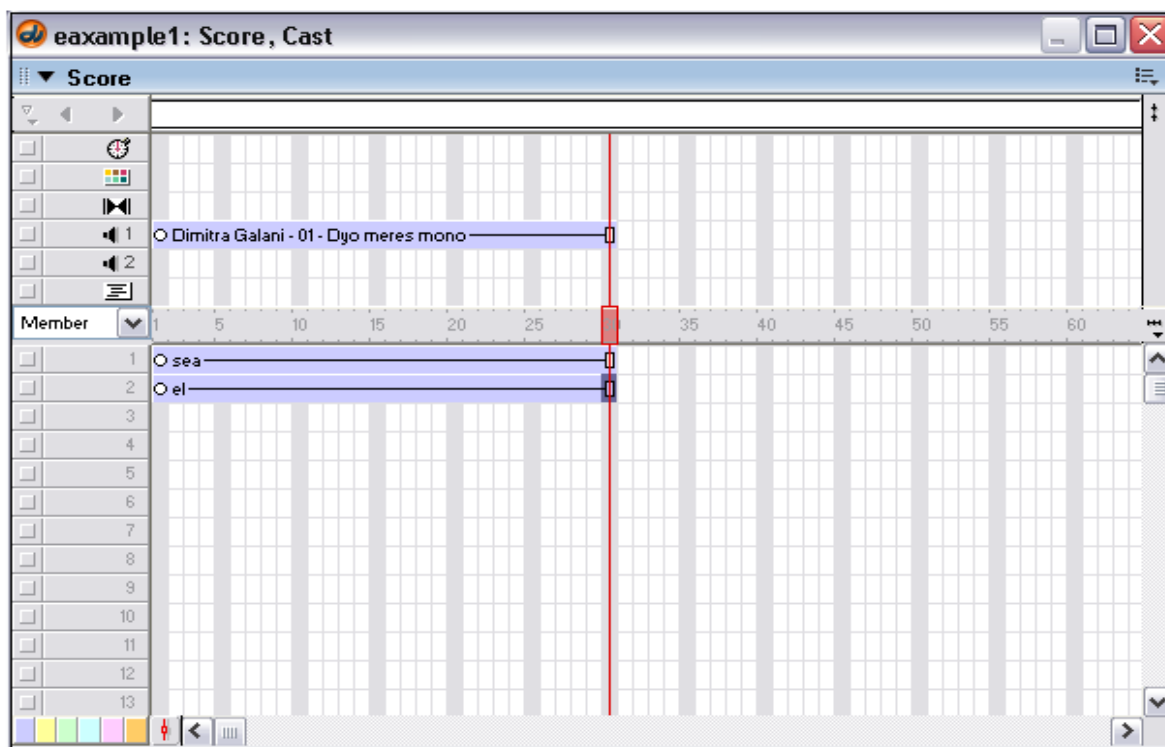 eaxample1: Score, Cast
Score
1 Dimitra Galani - 01 - Dyo meres mono
2
Member 1 5 10 15 20 25 35 40 45 50 55 60
1 sea
2 el
3
4
5
6
7
8
9
10
11
12
13